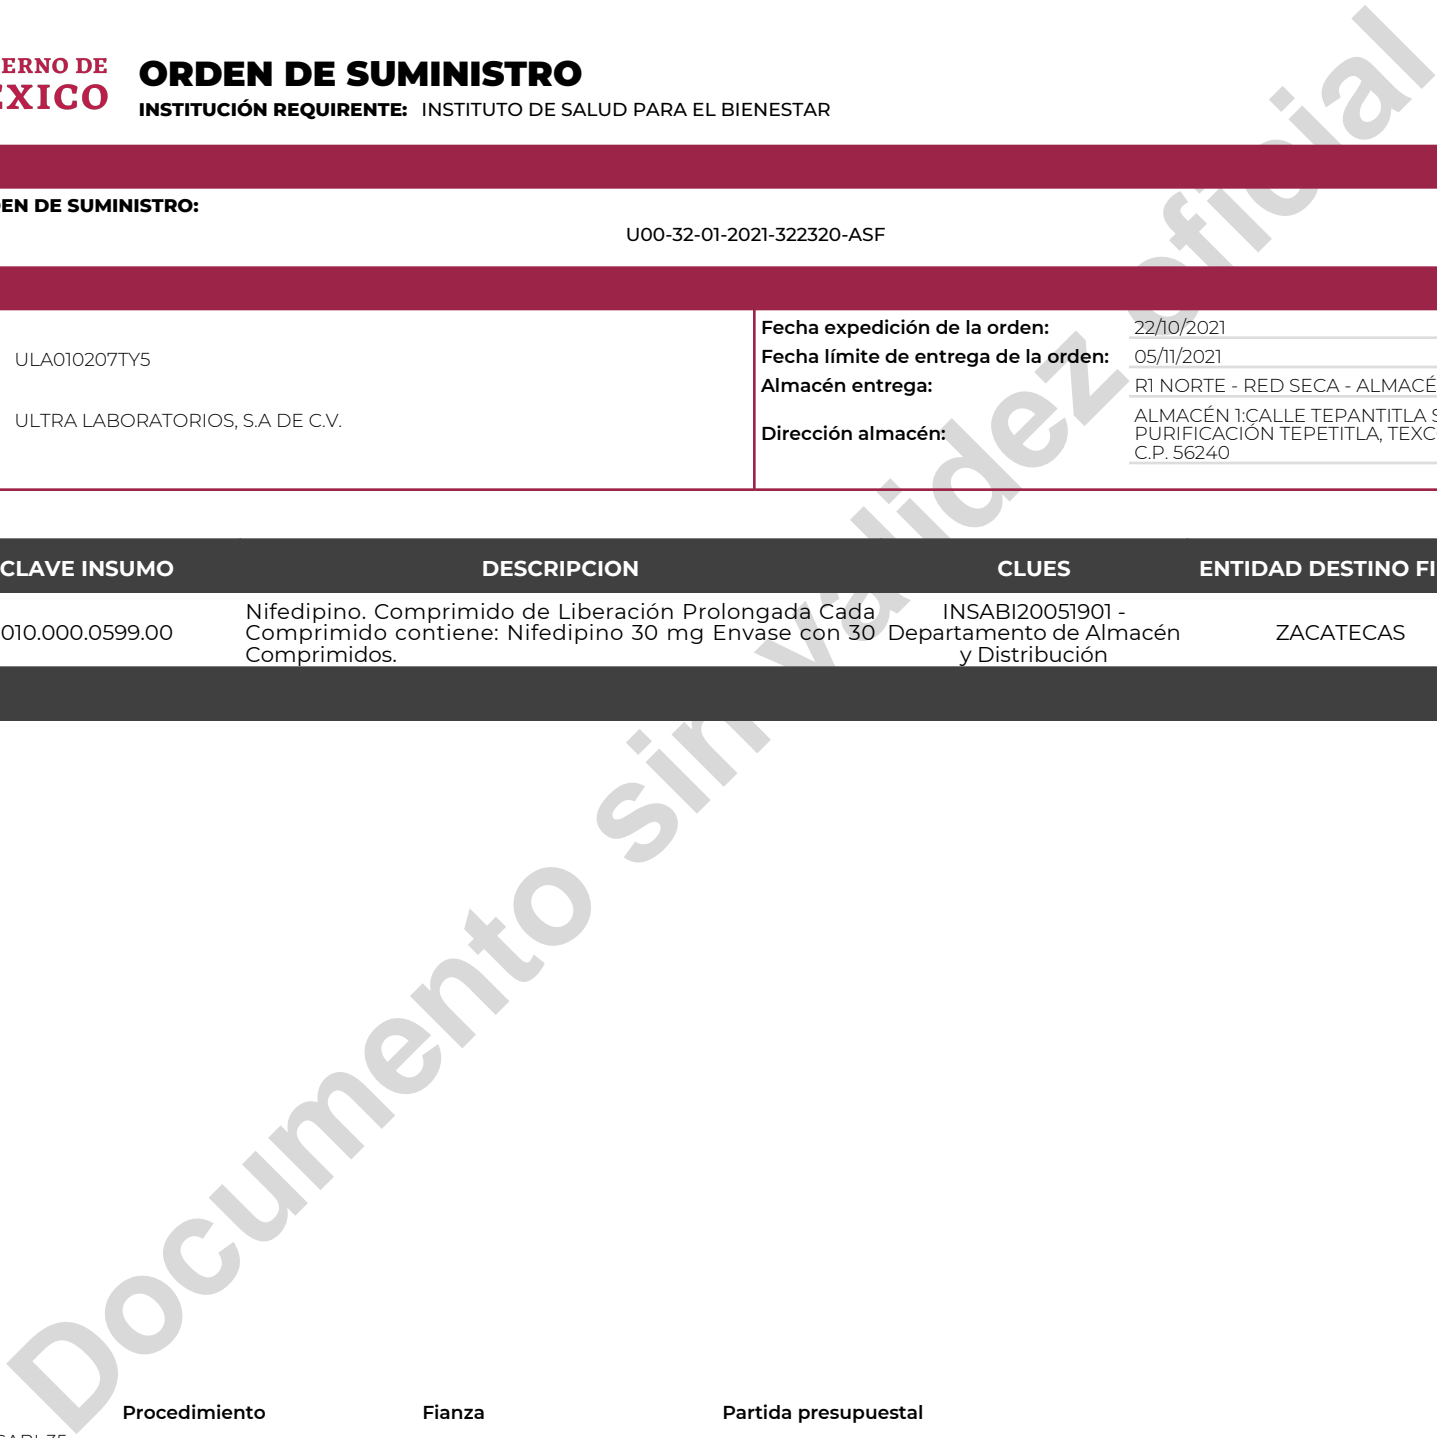 ERNO DE
EXICO
ORDEN DE SUMINISTRO
INSTITUCIÓN REQUIRENTE: INSTITUTO DE SALUD PARA EL BIENESTAR
EN DE SUMINISTRO:
U00-32-01-2021-322320-ASF
ULA010207TY5
ULTRA LABORATORIOS, S.A DE C.V.
Fecha expedición de la orden: 22/10/2021
Fecha límite de entrega de la orden: 05/11/2021
Almacén entrega: R1 NORTE - RED SECA - ALMACÉ
Dirección almacén: ALMACÉN 1:CALLE TEPANTITLA S
PURIFICACIÓN TEPETITLA, TEXC
C.P. 56240
CLAVE INSUMO DESCRIPCION CLUES ENTIDAD DESTINO FI
010.000.0599.00
Nifedipino. Comprimido de Liberación Prolongada Cada
Comprimido contiene: Nifedipino 30 mg Envase con 30
Comprimidos.
INSABI20051901 -
Departamento de Almacén
y Distribución
ZACATECAS
Documento sin validez oficial
Procedimiento Fianza Partida presupuestal